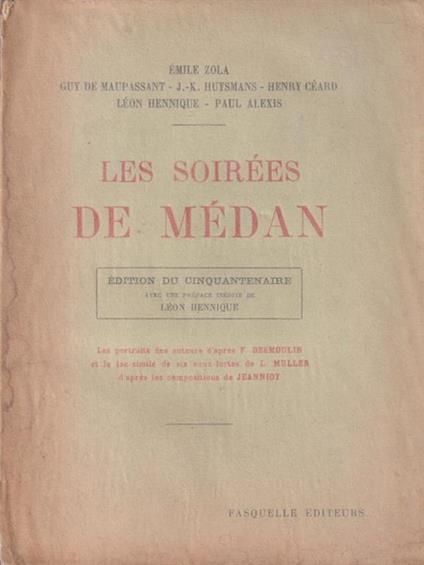 ÉMILE ZOLA
GUY DE MAUPASSANT - J.-K. HUYSMANS - HENRY CÉARD
LÉON HENNIQUE - PAUL ALEXIS
LES SOIRÉES
DE MÉDAN
ÉDITION DU CINQUANTENAIRE
AVEC UNE PRÉFACE INÉDITE DE
LÉON HENNIQUE
Les portraits des auteurs d'après F. DESMOULIN
et le fac-similé de six eaux-fortes de L. MULLER
d'après les compositions de JEANNIOT
FASQUELLE EDITEURS